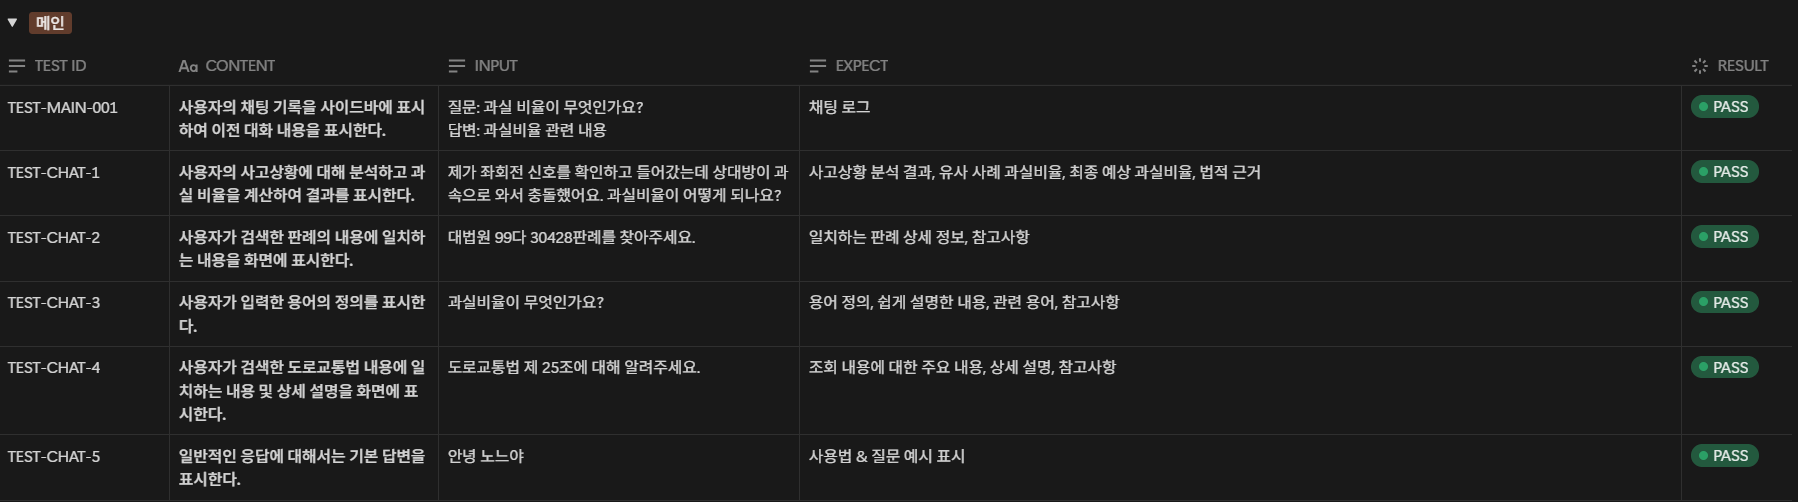 메인
TEST ID
Aa CONTENT
INPUT
EXPECT
RESULT
TEST-MAIN-001
사용자의 채팅 기록을 사이드바에 표시
하여 이전 대화 내용을 표시한다.
질문: 과실 비율이 무엇인가요?
답변: 과실비율 관련 내용
채팅 로그
PASS
TEST-CHAT-1
사용자의 사고상황에 대해 분석하고 과
실 비율을 계산하여 결과를 표시한다.
제가 좌회전 신호를 확인하고 들어갔는데 상대방이 과
속으로 와서 충돌했어요. 과실비율이 어떻게 되나요?
사고상황 분석 결과, 유사 사례 과실비율, 최종 예상 과실비율, 법적 근거
PASS
TEST-CHAT-2
사용자가 검색한 판례의 내용에 일치하
는 내용을 화면에 표시한다.
대법원 99다 30428판례를 찾아주세요.
일치하는 판례 상세 정보, 참고사항
PASS
TEST-CHAT-3
사용자가 입력한 용어의 정의를 표시한
다.
과실비율이 무엇인가요?
용어 정의, 쉽게 설명한 내용, 관련 용어, 참고사항
PASS
TEST-CHAT-4
사용자가 검색한 도로교통법 내용에 일
치하는 내용 및 상세 설명을 화면에 표
시한다.
도로교통법 제 25조에 대해 알려주세요.
조회 내용에 대한 주요 내용, 상세 설명, 참고사항
PASS
TEST-CHAT-5
일반적인 응답에 대해서는 기본 답변을
표시한다.
안녕 노느야
사용법 & 질문 예시 표시
PASS